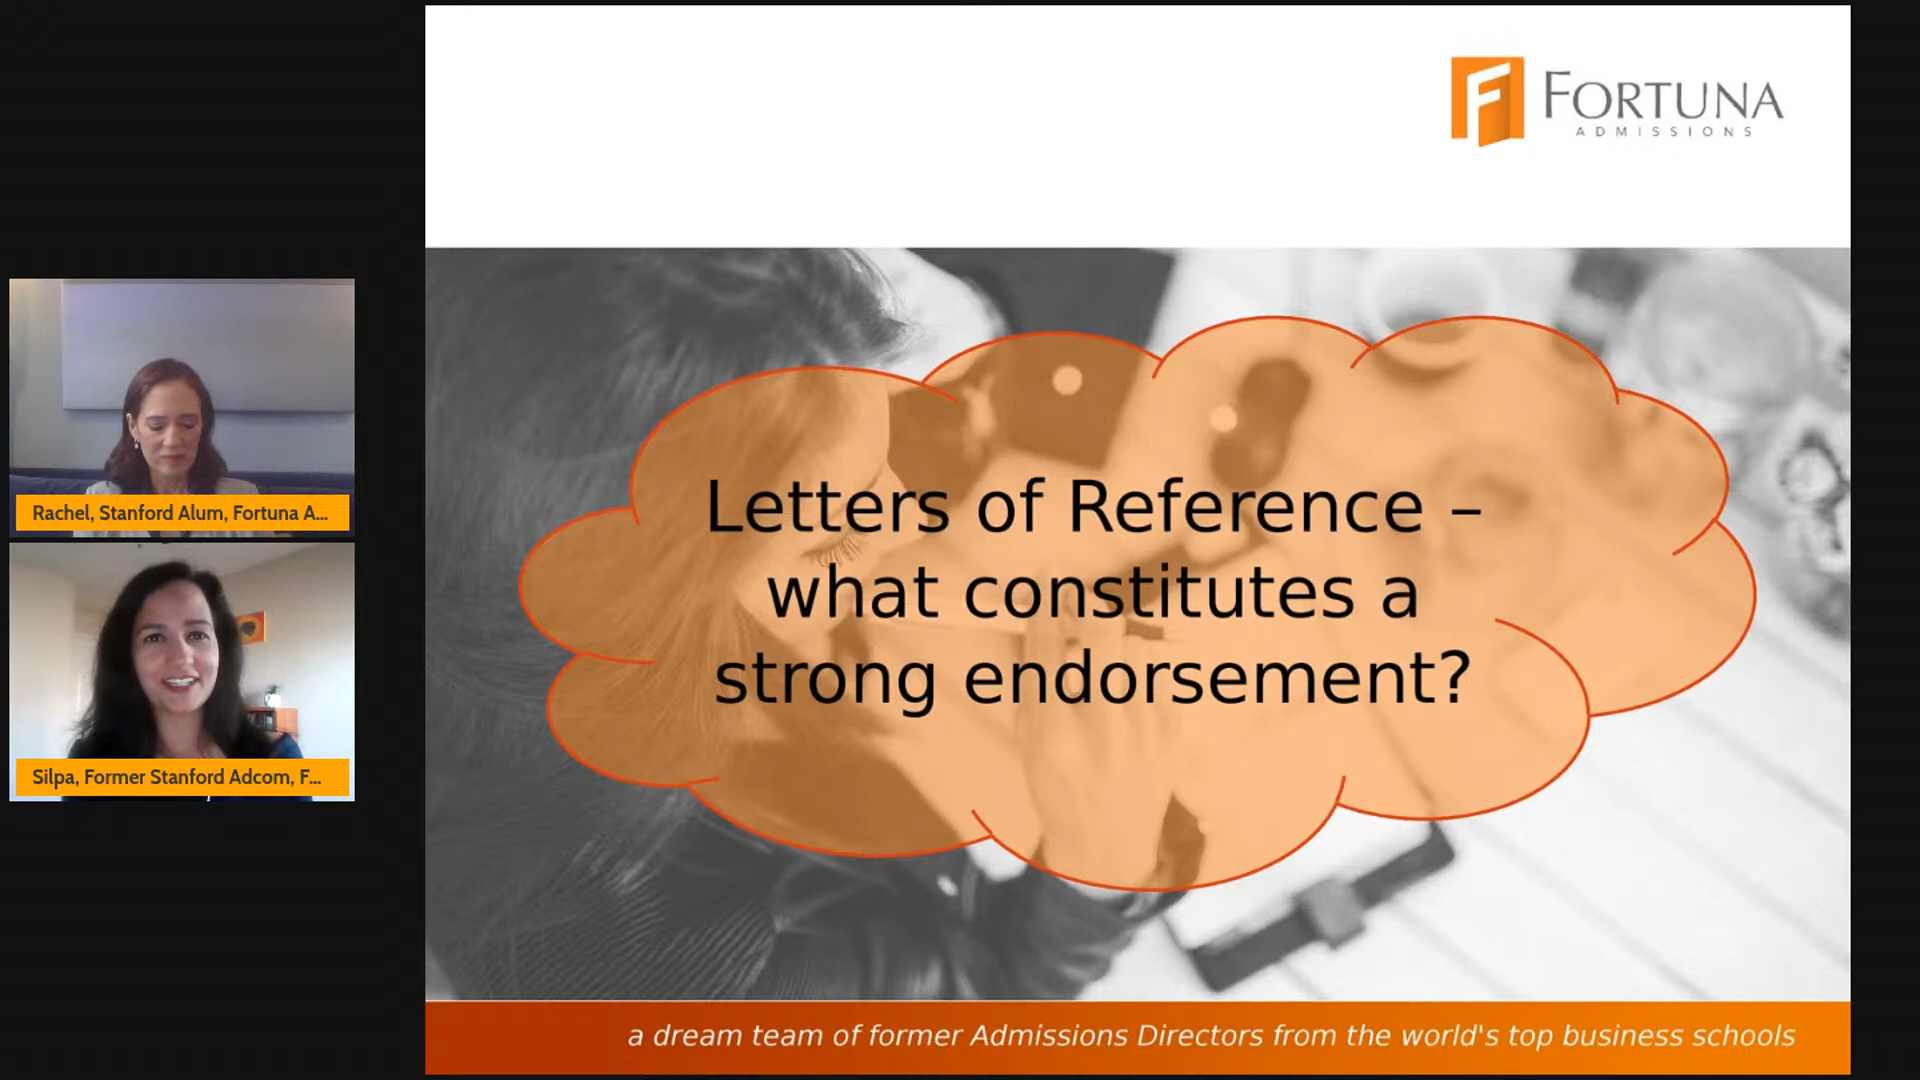 FORTUNA
ADMISSIONS
Rachel, Stanford Alum, Fortuna A...
Silpa, Former Stanford Adcom, F...
Letters of Reference –
what constitutes a
strong endorsement?
a dream team of former Admissions Directors from the world's top business schools